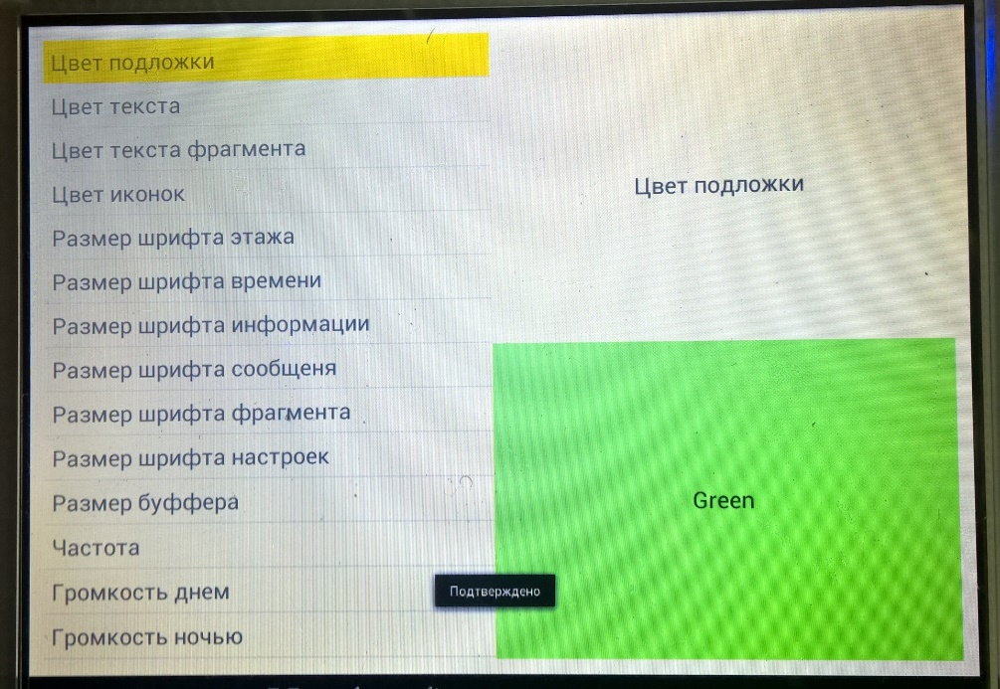 Цвет подложки
Цвет текста
Цвет текста фрагмента
Цвет иконок
Размер шрифта этажа
Размер шрифта времени
Размер шрифта информации
Размер шрифта сообщеня
Размер шрифта фрагмента
Размер шрифта настроек
Размер буффера
Частота
Громкость днем
Громкость ночью
Цвет подложки
Green
Подтверждено